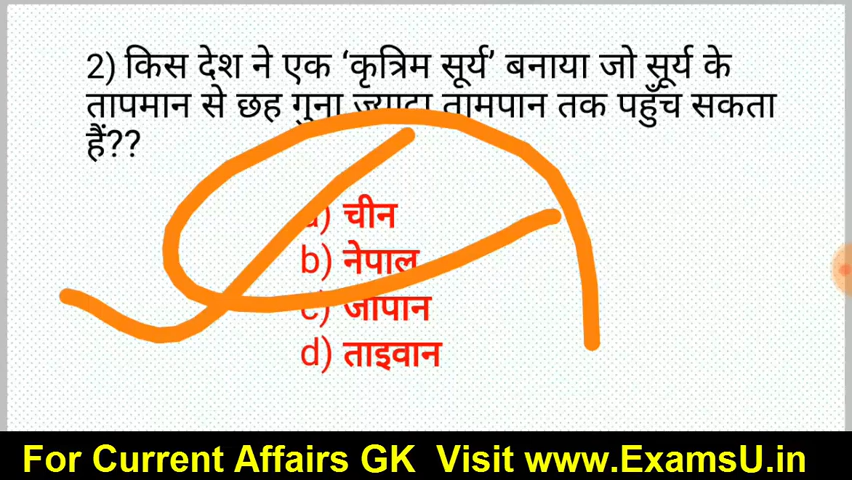 2) किस देश ने एक ‘कृत्रिम सूर्य’ बनाया जो सूर्य के
तापमान से छह गुना ज्यादा तामपान तक पहुँच सकता
हैं??
a) चीन
b) नेपाल
c) जापान
d) ताइवान
For Current Affairs GK Visit www.ExamsU.in